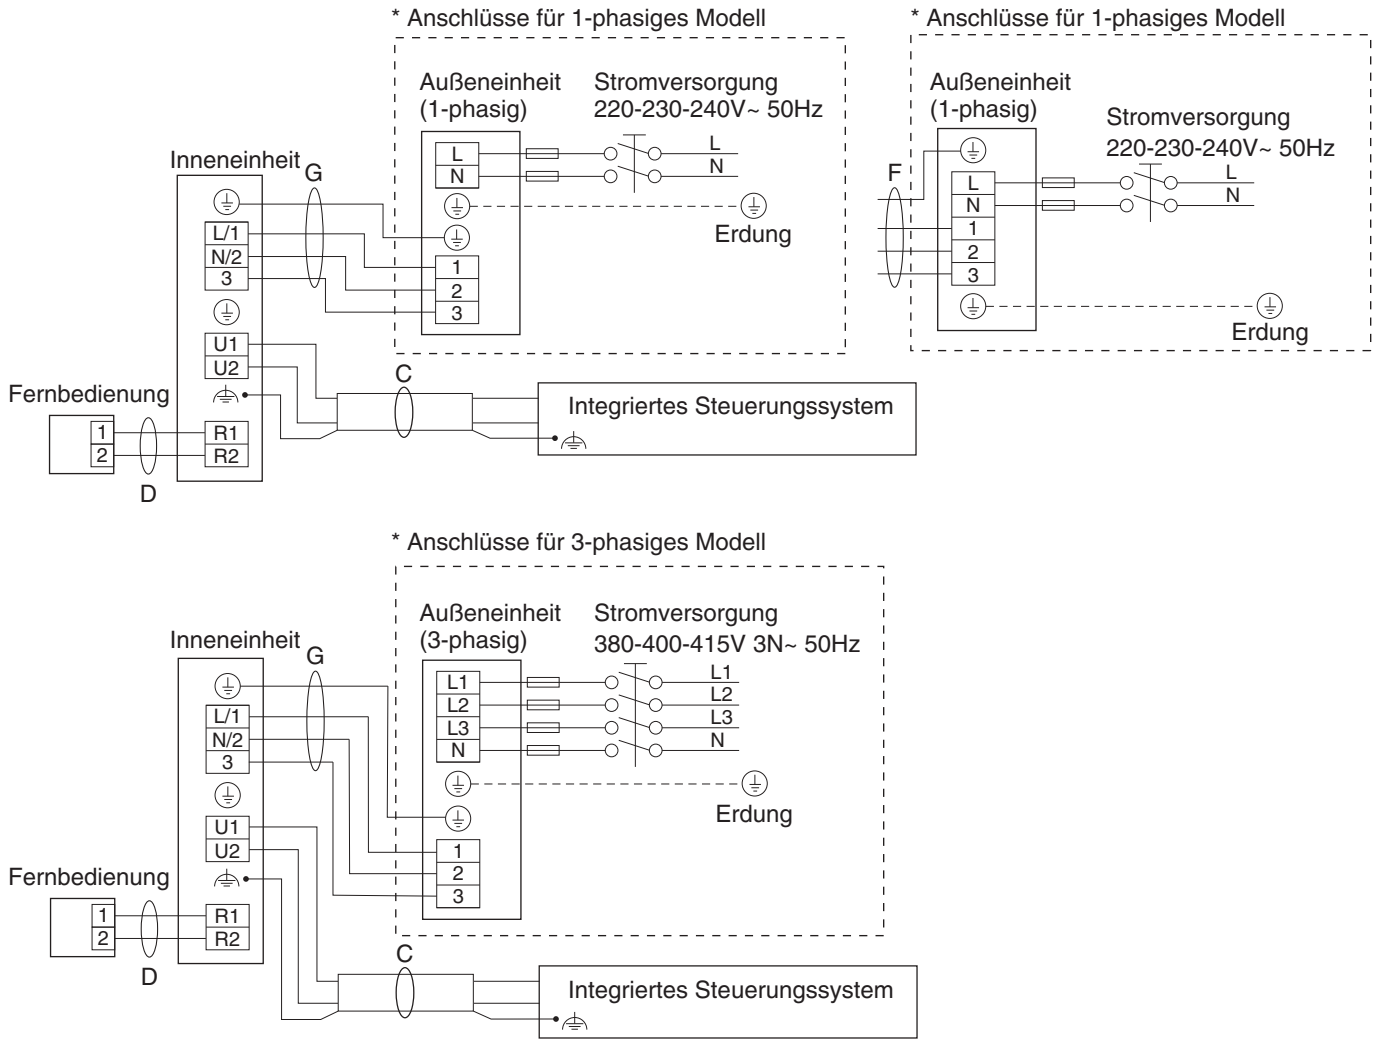 * Anschlüsse für 1-phasiges Modell
Außeneinheit
(1-phasig)
Stromversorgung
220-230-240V~ 50Hz
L
N
L
N
Erdung
1
2
3
Inneneinheit
G
L/1
N/2
3
U1
U2
R1
R2
Fernbedienung
1
2
D
C
Integriertes Steuerungssystem
* Anschlüsse für 1-phasiges Modell
Außeneinheit
(1-phasig)
Stromversorgung
220-230-240V~ 50Hz
F
L
N
1
2
3
L
N
Erdung
* Anschlüsse für 3-phasiges Modell
Außeneinheit
(3-phasig)
Stromversorgung
380-400-415V 3N~ 50Hz
L1
L2
L3
N
L1
L2
L3
N
Erdung
1
2
3
Inneneinheit
G
L/1
N/2
3
U1
U2
R1
R2
Fernbedienung
1
2
D
C
Integriertes Steuerungssystem